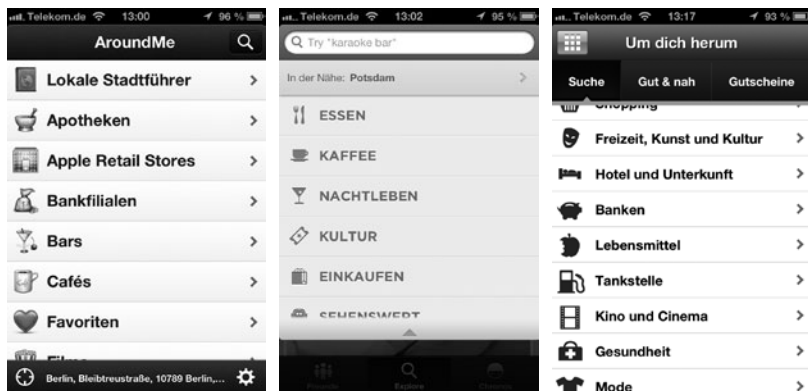 Telekom.de 13:00 96 %
AroundMe
Lokale Stadtführer
Apotheken
Apple Retail Stores
Bankfilialen
Bars
Cafés
Favoriten
Filme
Berlin, Bleibtreustraße, 10789 Berlin,...
Telekom.de 13:02 95 %
Try "karaoke bar"
In der Nähe: Potsdam
ESSEN
KAFFEE
NACHTLEBEN
KULTUR
EINKAUFEN
SEHENSWERT
Explore
Telekom.de 13:17 93 %
Um dich herum
Suche Gut & nah Gutscheine
Shopping
Freizeit, Kunst und Kultur
Hotel und Unterkunft
Banken
Lebensmittel
Tankstelle
Kino und Cinema
Gesundheit
Mode